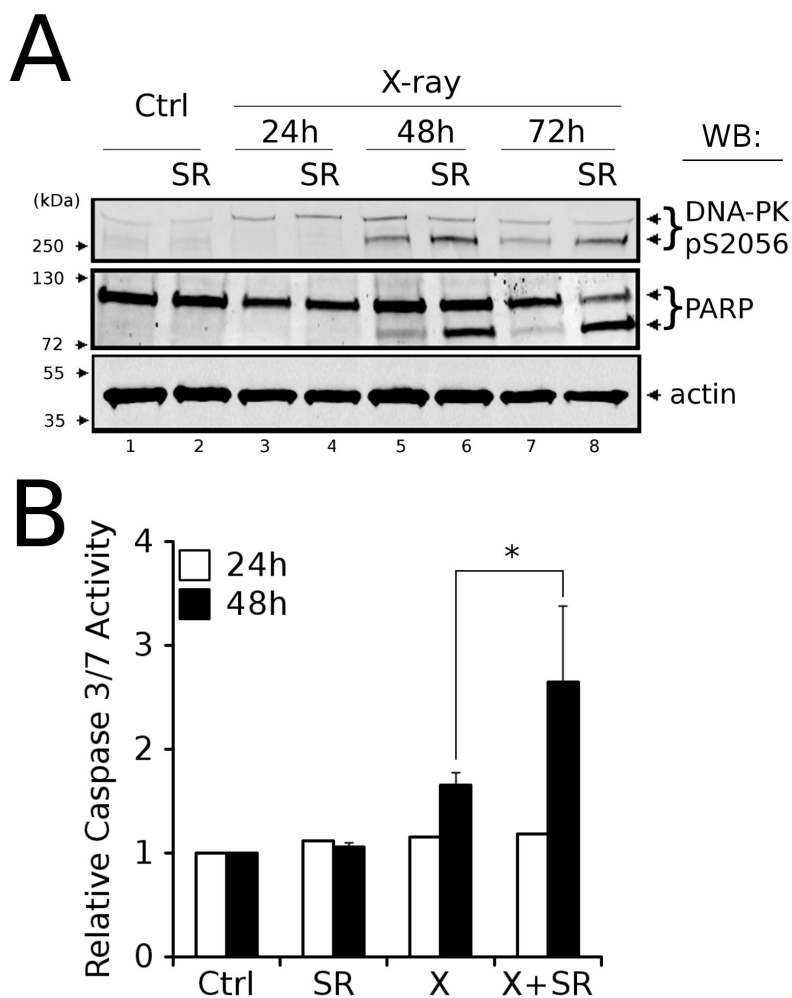 A
X-ray
Ctrl
24h 48h 72h WB:
SR SR SR SR
(kDa)
DNA-PK
250 pS2056
130
PARP
72
55
actin
35
1 2 3 4 5 6 7 8
B
Relative Caspase 3/7 Activity
4
24h
48h
3
2
1
0
*
Ctrl SR X X+SR